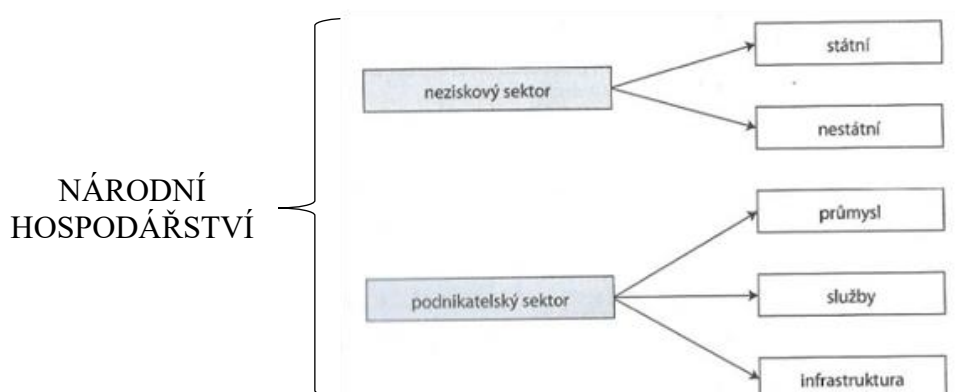 NÁRODNÍ
HOSPODÁŘSTVÍ
neziskový sektor
státní
nestátní
podnikatelský sektor
průmysl
služby
infrastruktura